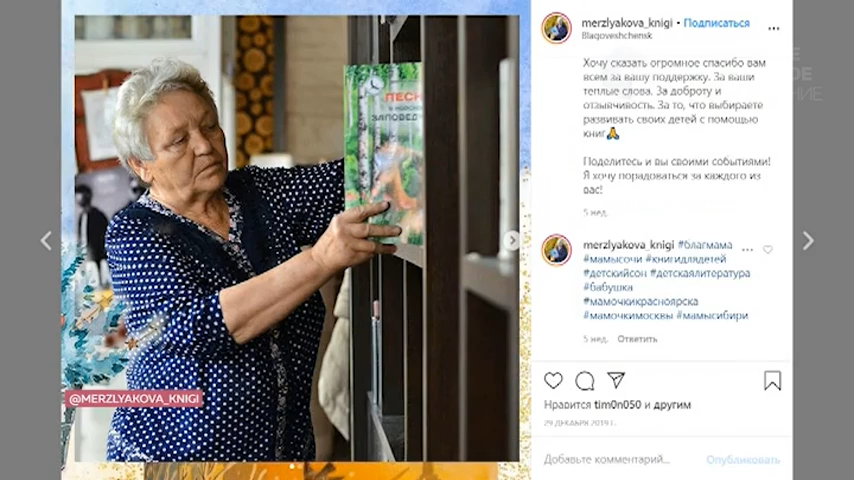 merzlyakova_knigi • Подписаться
Blagoveshchensk
Хочу сказать огромное спасибо вам
всем за вашу поддержку. За ваши
теплые слова. За доброту и
отзывчивость. За то, что выбираете
развивать своих детей с помощью
книг🙏
Поделитесь и вы своими событиями!
Я хочу порадоваться за каждого из
вас!
5 нед.
merzlyakova_knigi #благмама
#мамысочи #книгидлядетей
#детскийсон #детскаялитература
#бабушка
#мамочкикрасноярска
#мамочкимосквы #мамысибири
5 нед. Ответить
Нравится tim0n050 и другим
29 ДЕКАБРЯ 2019 Г.
Добавьте комментарий... Опубликовать
@MERZLYAKOVA_KNIGI